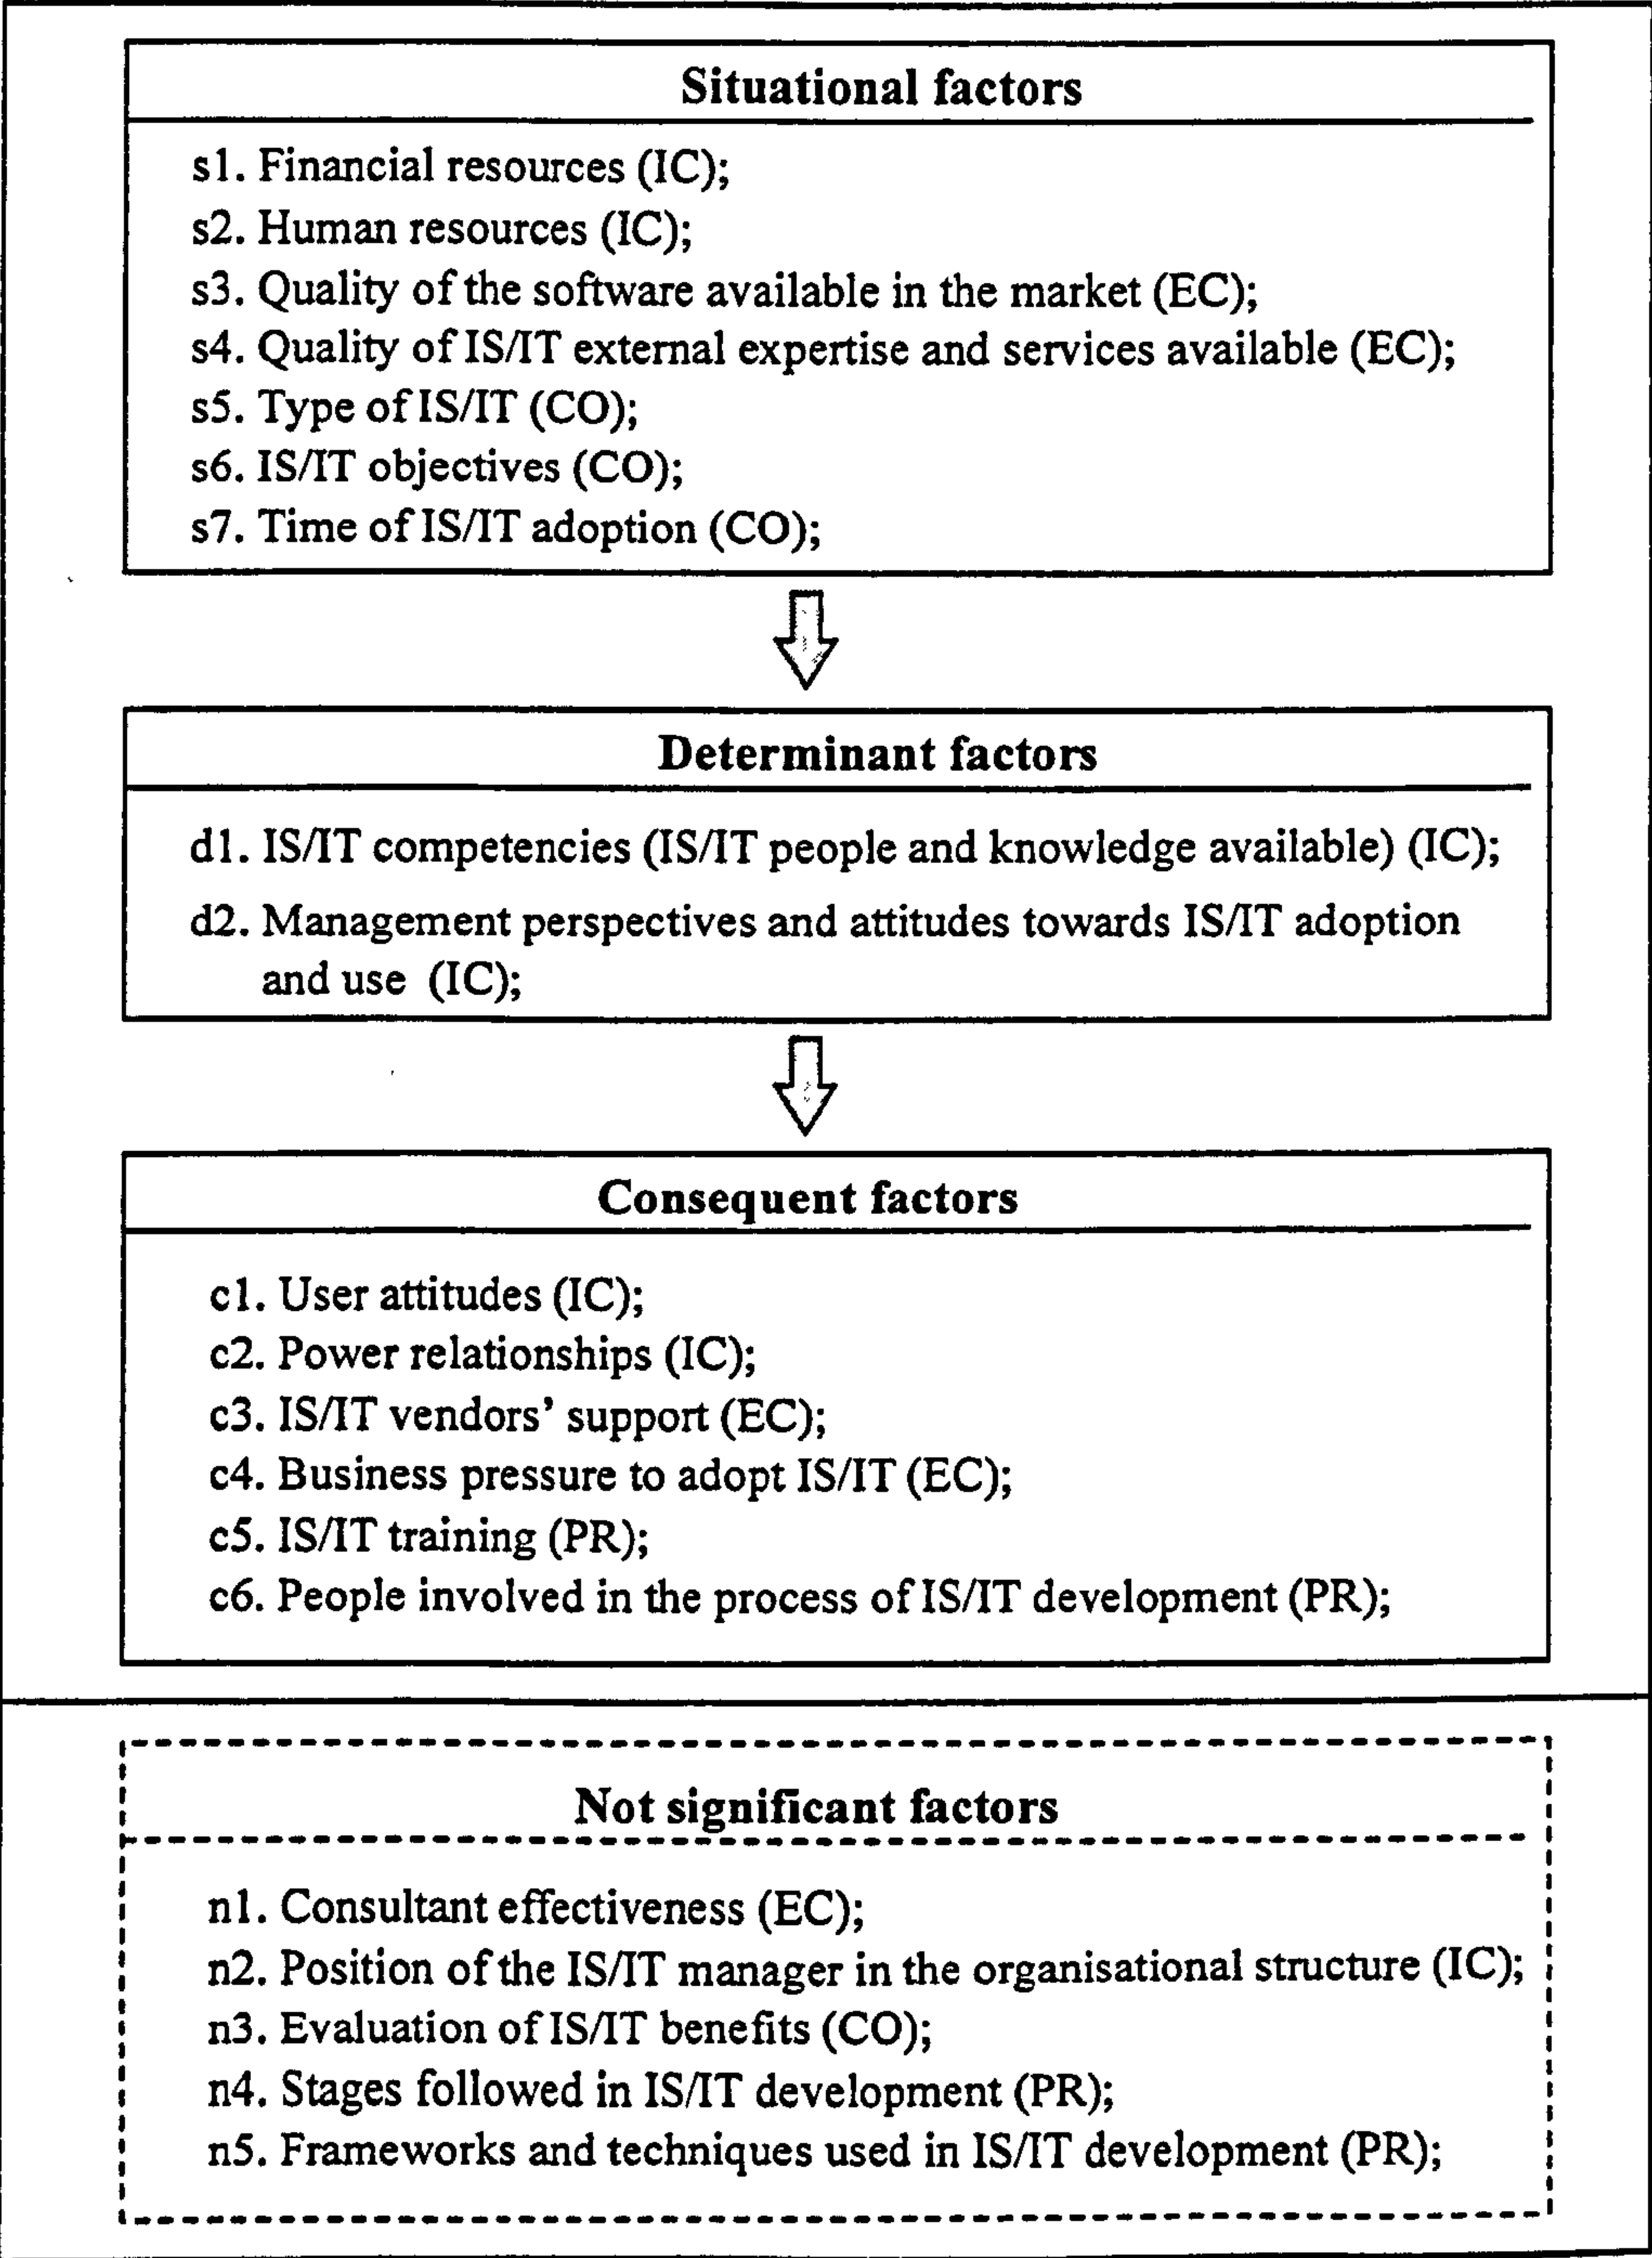 Situational factors
s1. Financial resources (IC);
s2. Human resources (IC);
s3. Quality of the software available in the market (EC);
s4. Quality of IS/IT external expertise and services available (EC);
s5. Type of IS/IT (CO);
s6. IS/IT objectives (CO);
s7. Time of IS/IT adoption (CO);
Determinant factors
d1. IS/IT competencies (IS/IT people and knowledge available) (IC);
d2. Management perspectives and attitudes towards IS/IT adoption
and use (IC);
Consequent factors
c1. User attitudes (IC);
c2. Power relationships (IC);
c3. IS/IT vendors’ support (EC);
c4. Business pressure to adopt IS/IT (EC);
c5. IS/IT training (PR);
c6. People involved in the process of IS/IT development (PR);
Not significant factors
n1. Consultant effectiveness (EC);
n2. Position of the IS/IT manager in the organisational structure (IC);
n3. Evaluation of IS/IT benefits (CO);
n4. Stages followed in IS/IT development (PR);
n5. Frameworks and techniques used in IS/IT development (PR);